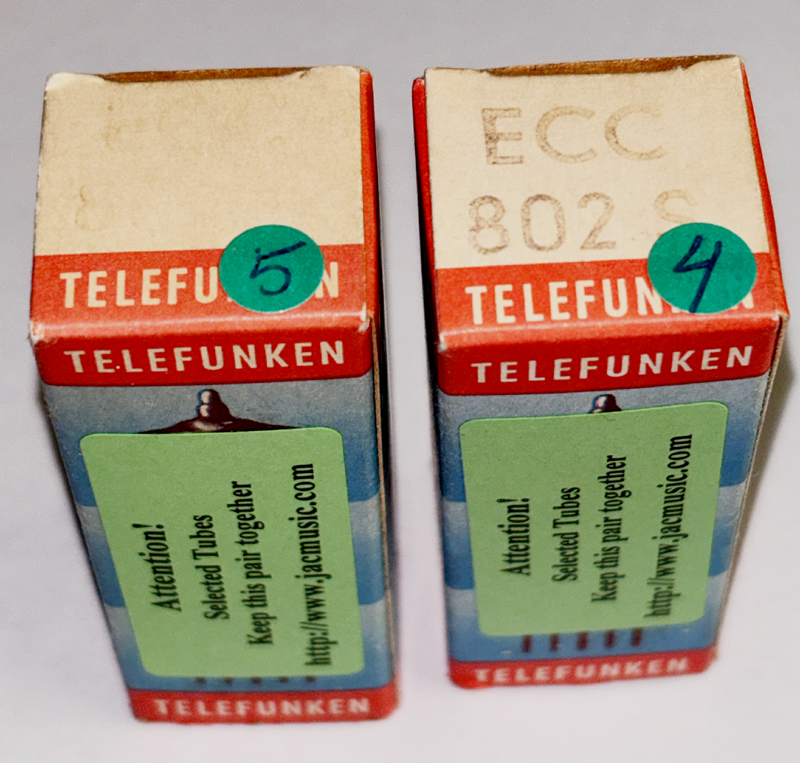 TELEFUNKEN
5
TELEFUNKEN
Attention!
Selected Tubes
Keep this pair together
http://www.jacmusic.com
TELEFUNKEN
ECC
802 S
TELEFUNKEN
4
TELEFUNKEN
Attention!
Selected Tubes
Keep this pair together
http://www.jacmusic.com
TELEFUNKEN